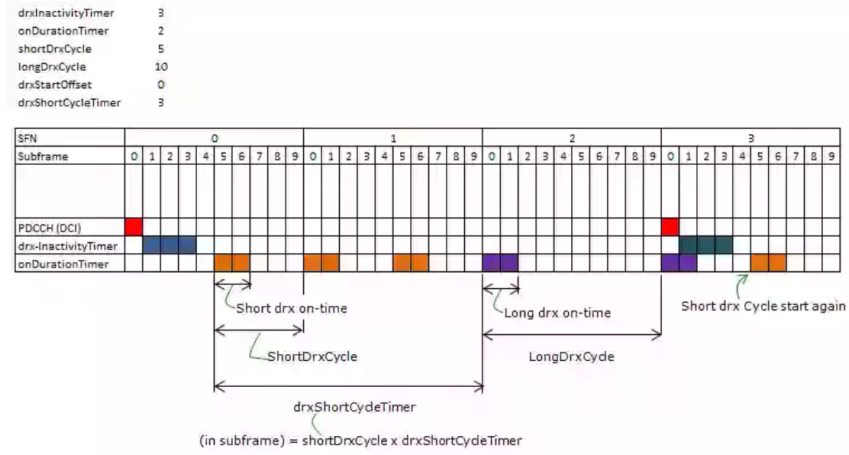 drxInactivityTimer 3
onDurationTimer 2
shortDrxCycle 5
longDrxCycle 10
drxStartOffset 0
drxShortCycleTimer 3
SFN 0 1 2 3
Subframe 0 1 2 3 4 5 6 7 8 9 0 1 2 3 4 5 6 7 8 9 0 1 2 3 4 5 6 7 8 9 0 1 2 3 4 5 6 7 8 9
PDCCH (DCI)
drx-InactivityTimer
onDurationTimer
Short drx on-time
Long drx on-time
Short drx Cycle start again
ShortDrxCycle
LongDrxCycle
drxShortCycleTimer
(in subframe) = shortDrxCycle x drxShortCycleTimer